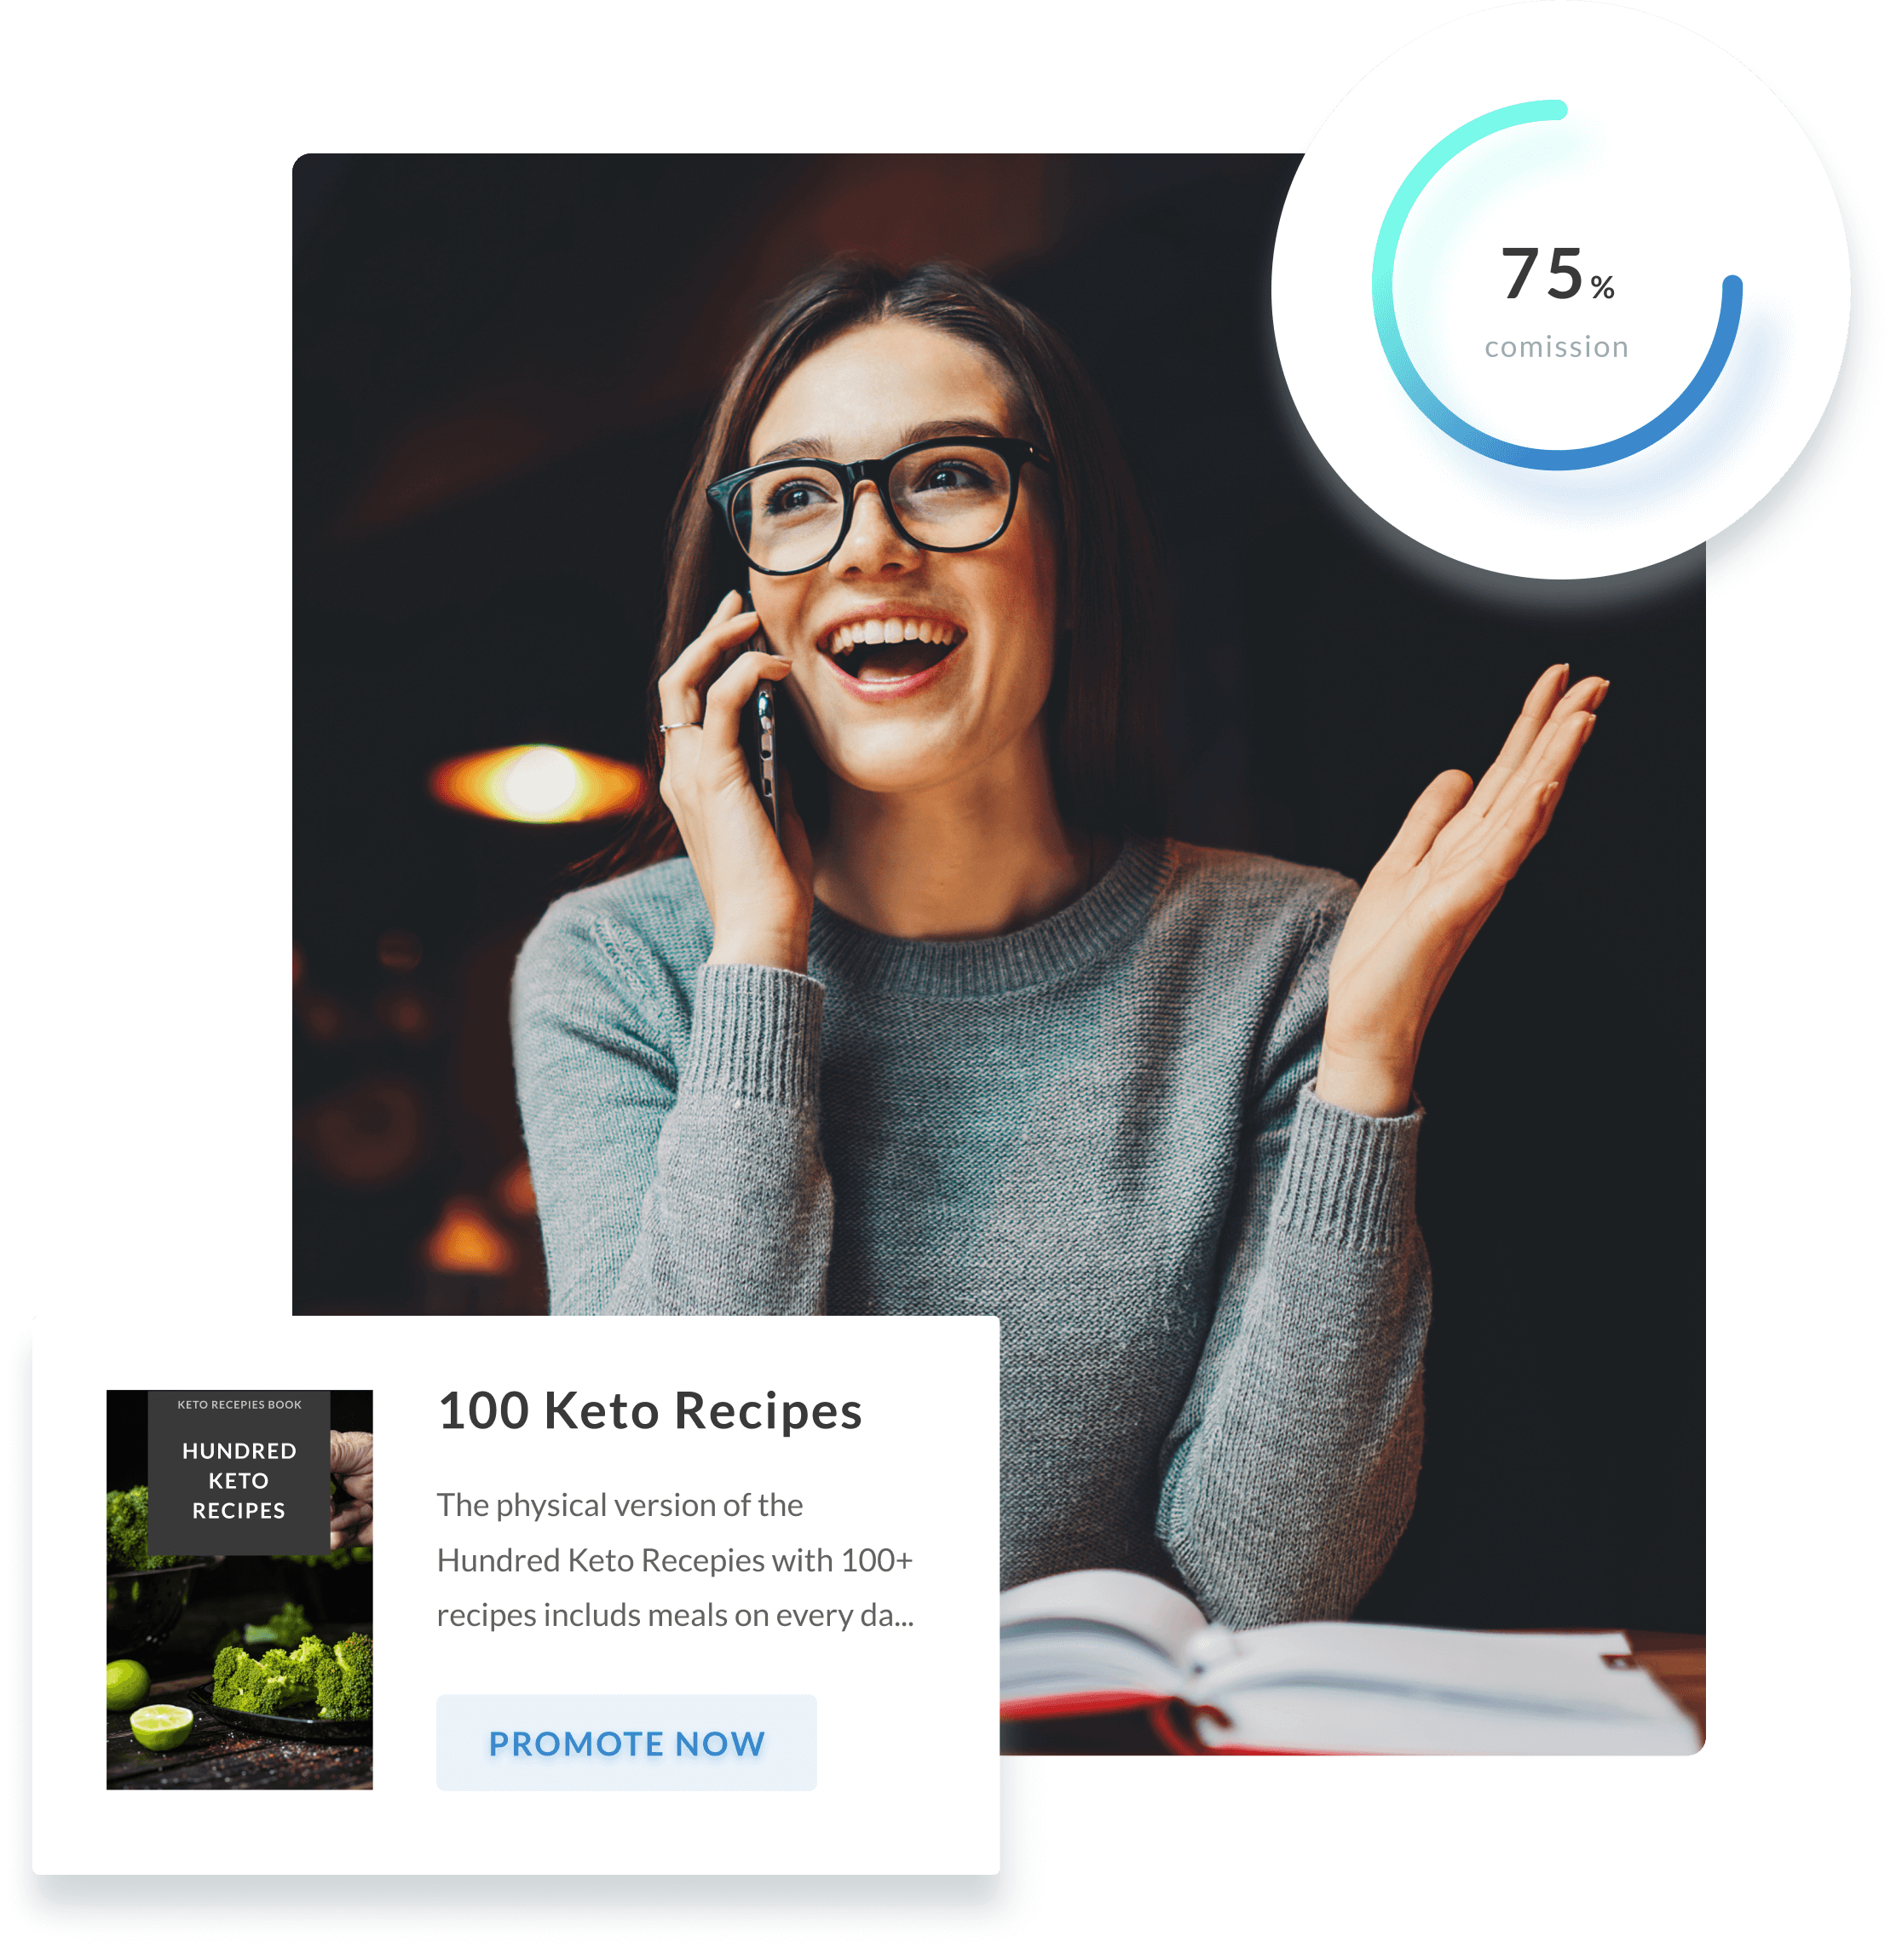 75%
comission
KETO RECEPIES BOOK
HUNDRED
KETO
RECIPES
100 Keto Recipes
The physical version of the
Hundred Keto Recepies with 100+
recipes includs meals on every da...
PROMOTE NOW